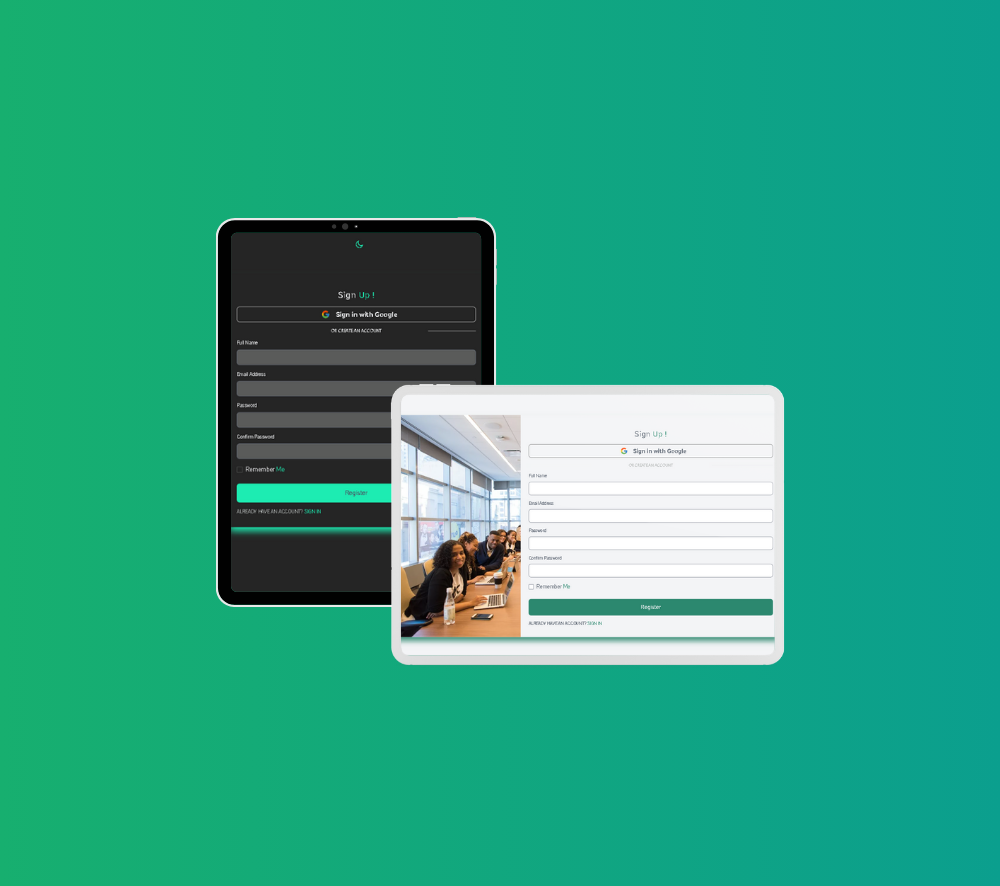 Sign Up !
Sign in with Google
OR CREATE AN ACCOUNT
Full Name
Email Address
Password
Confirm Password
Remember Me
Register
ALREADY HAVE AN ACCOUNT? SIGN IN
Sign Up !
Sign in with Google
OR CREATE AN ACCOUNT
Full Name
Email Address
Password
Confirm Password
Remember Me
Register
ALREADY HAVE AN ACCOUNT? SIGN IN